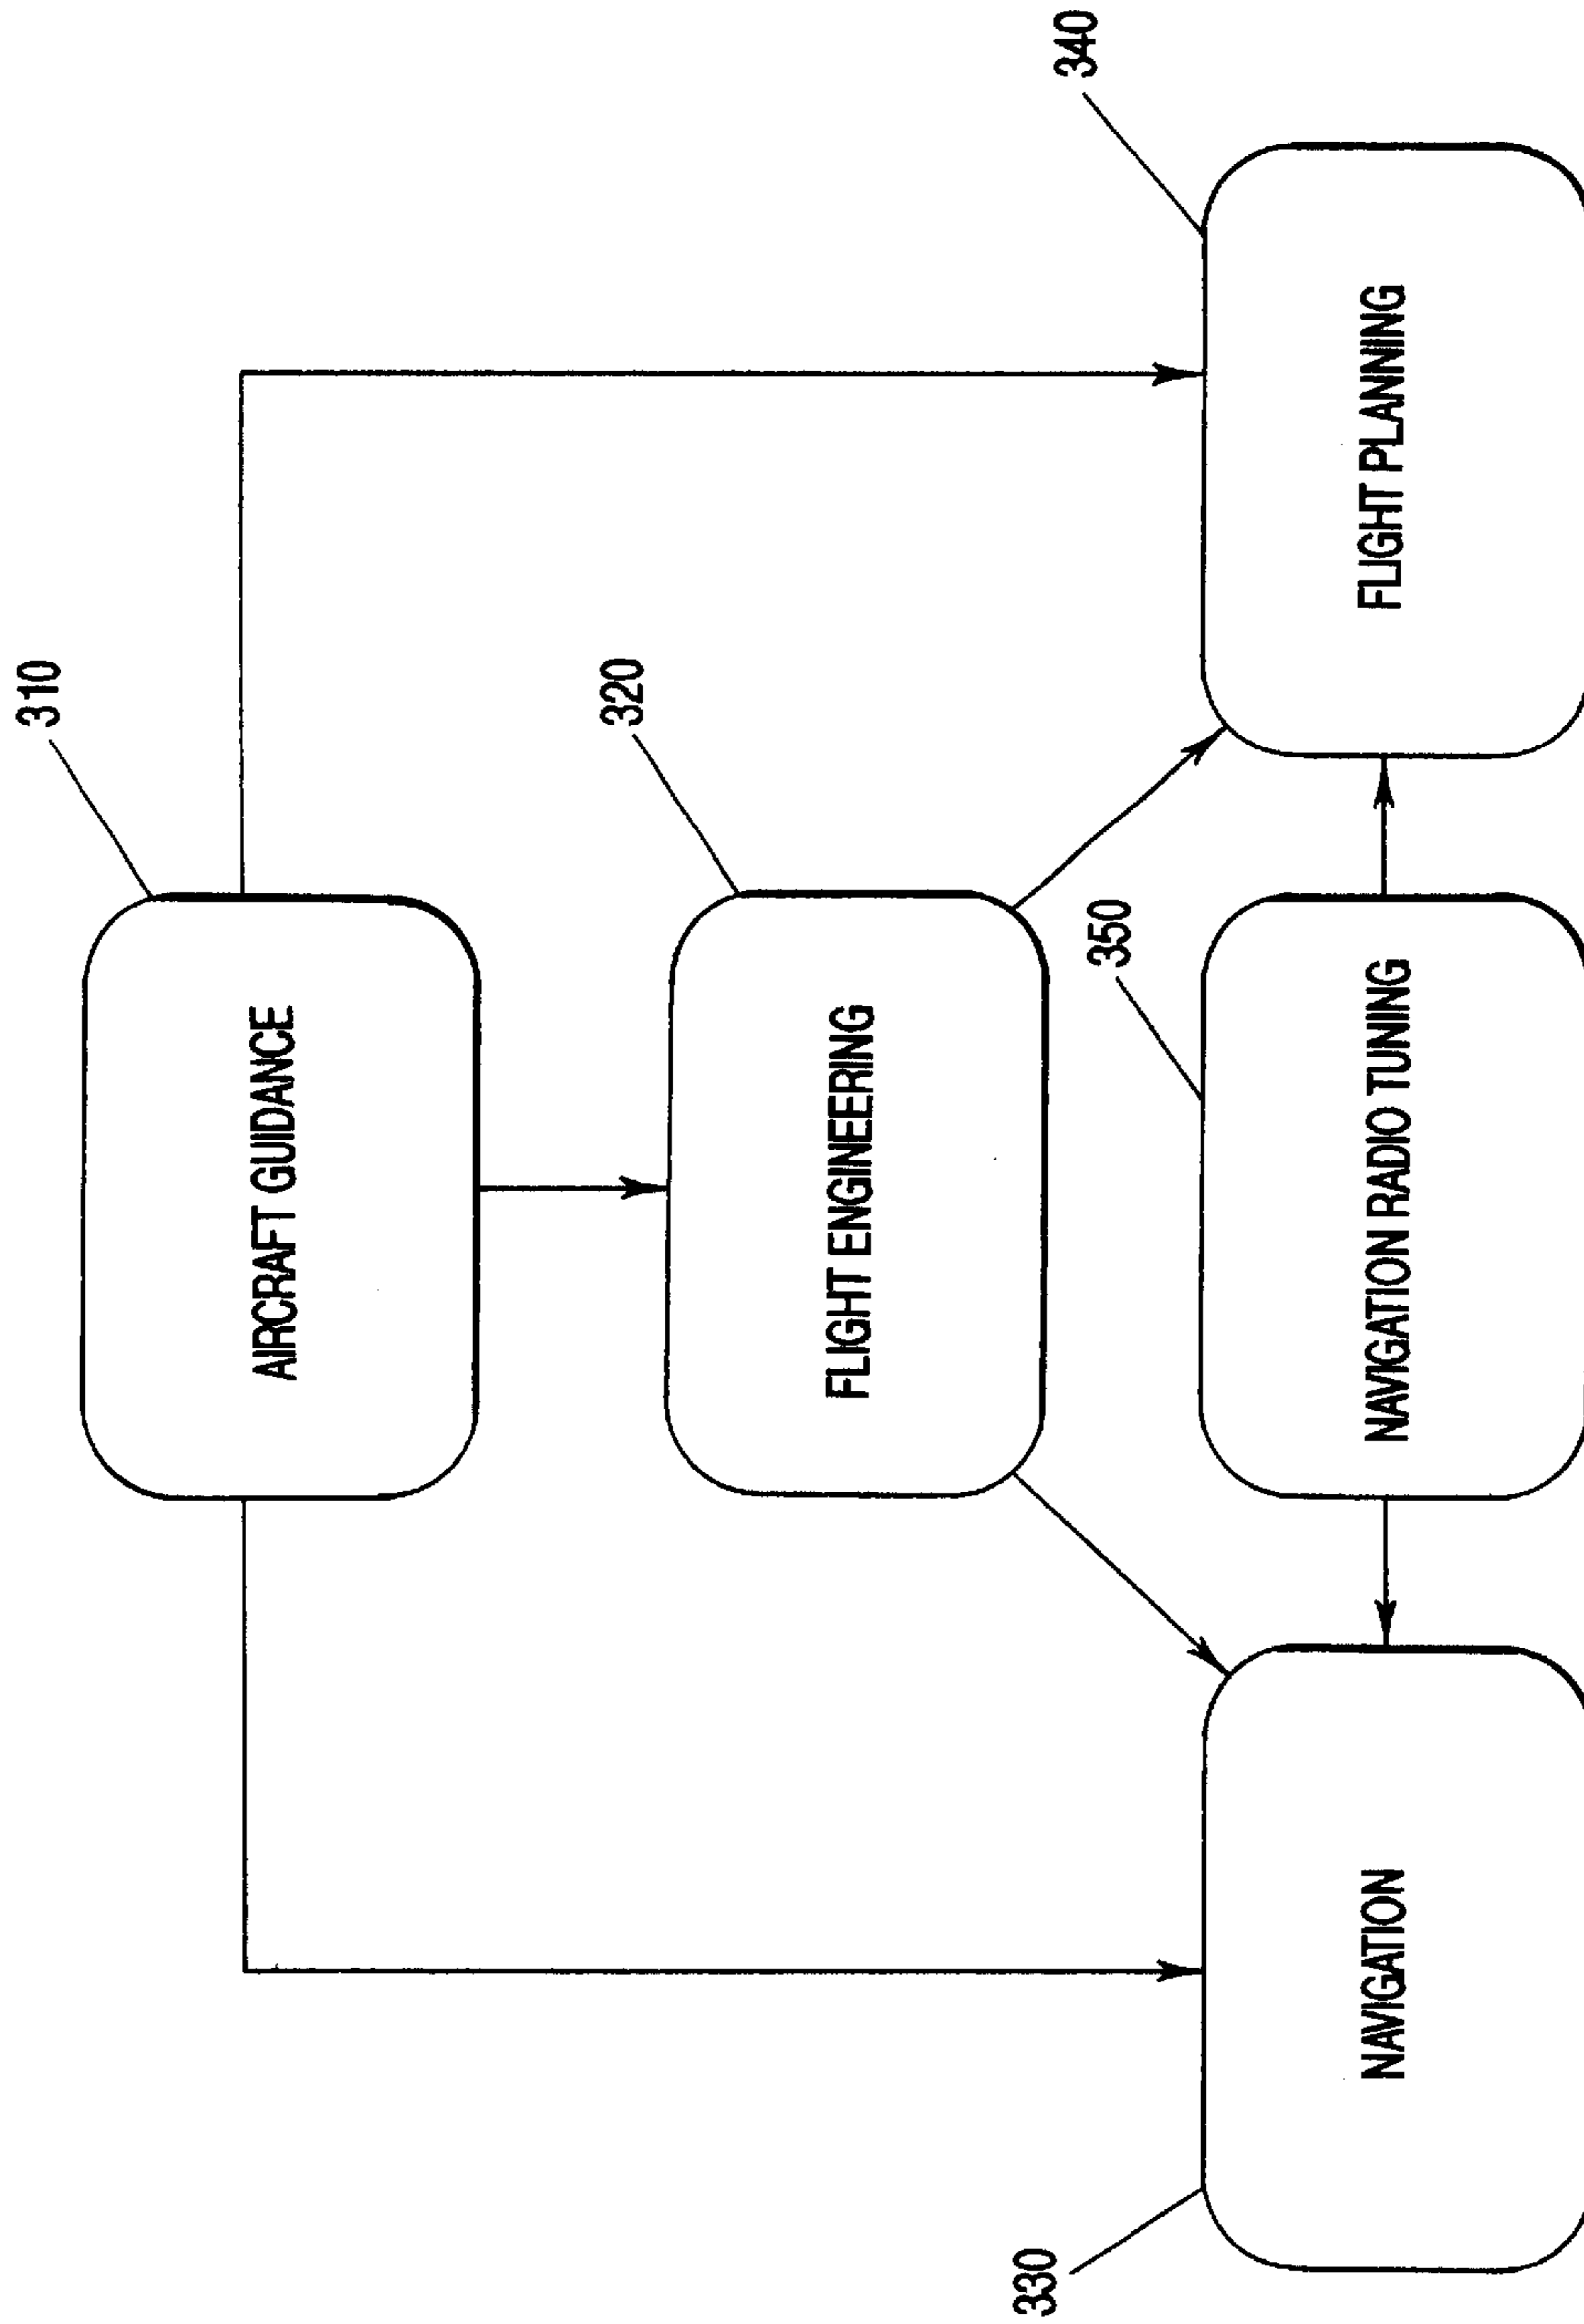 310
AIRCRAFT GUIDANCE
320
FLIGHT ENGINEERING
330
NAVIGATION
350
NAVIGATION RADIO TUNING
340
FLIGHT PLANNING